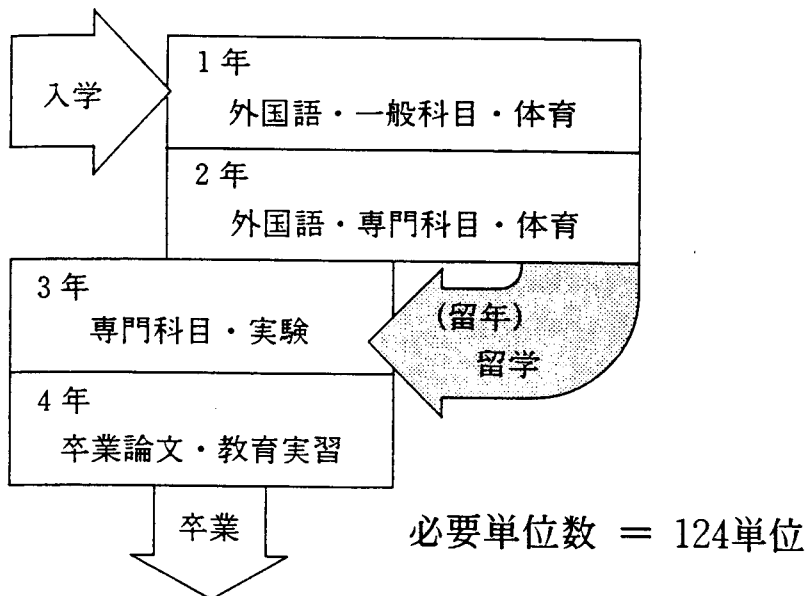 入学
1年
外国語・一般科目・体育
2年
外国語・専門科目・体育
3年
専門科目・実験
(留年)
留学
4年
卒業論文・教育実習
卒業
必要単位数 = 124単位